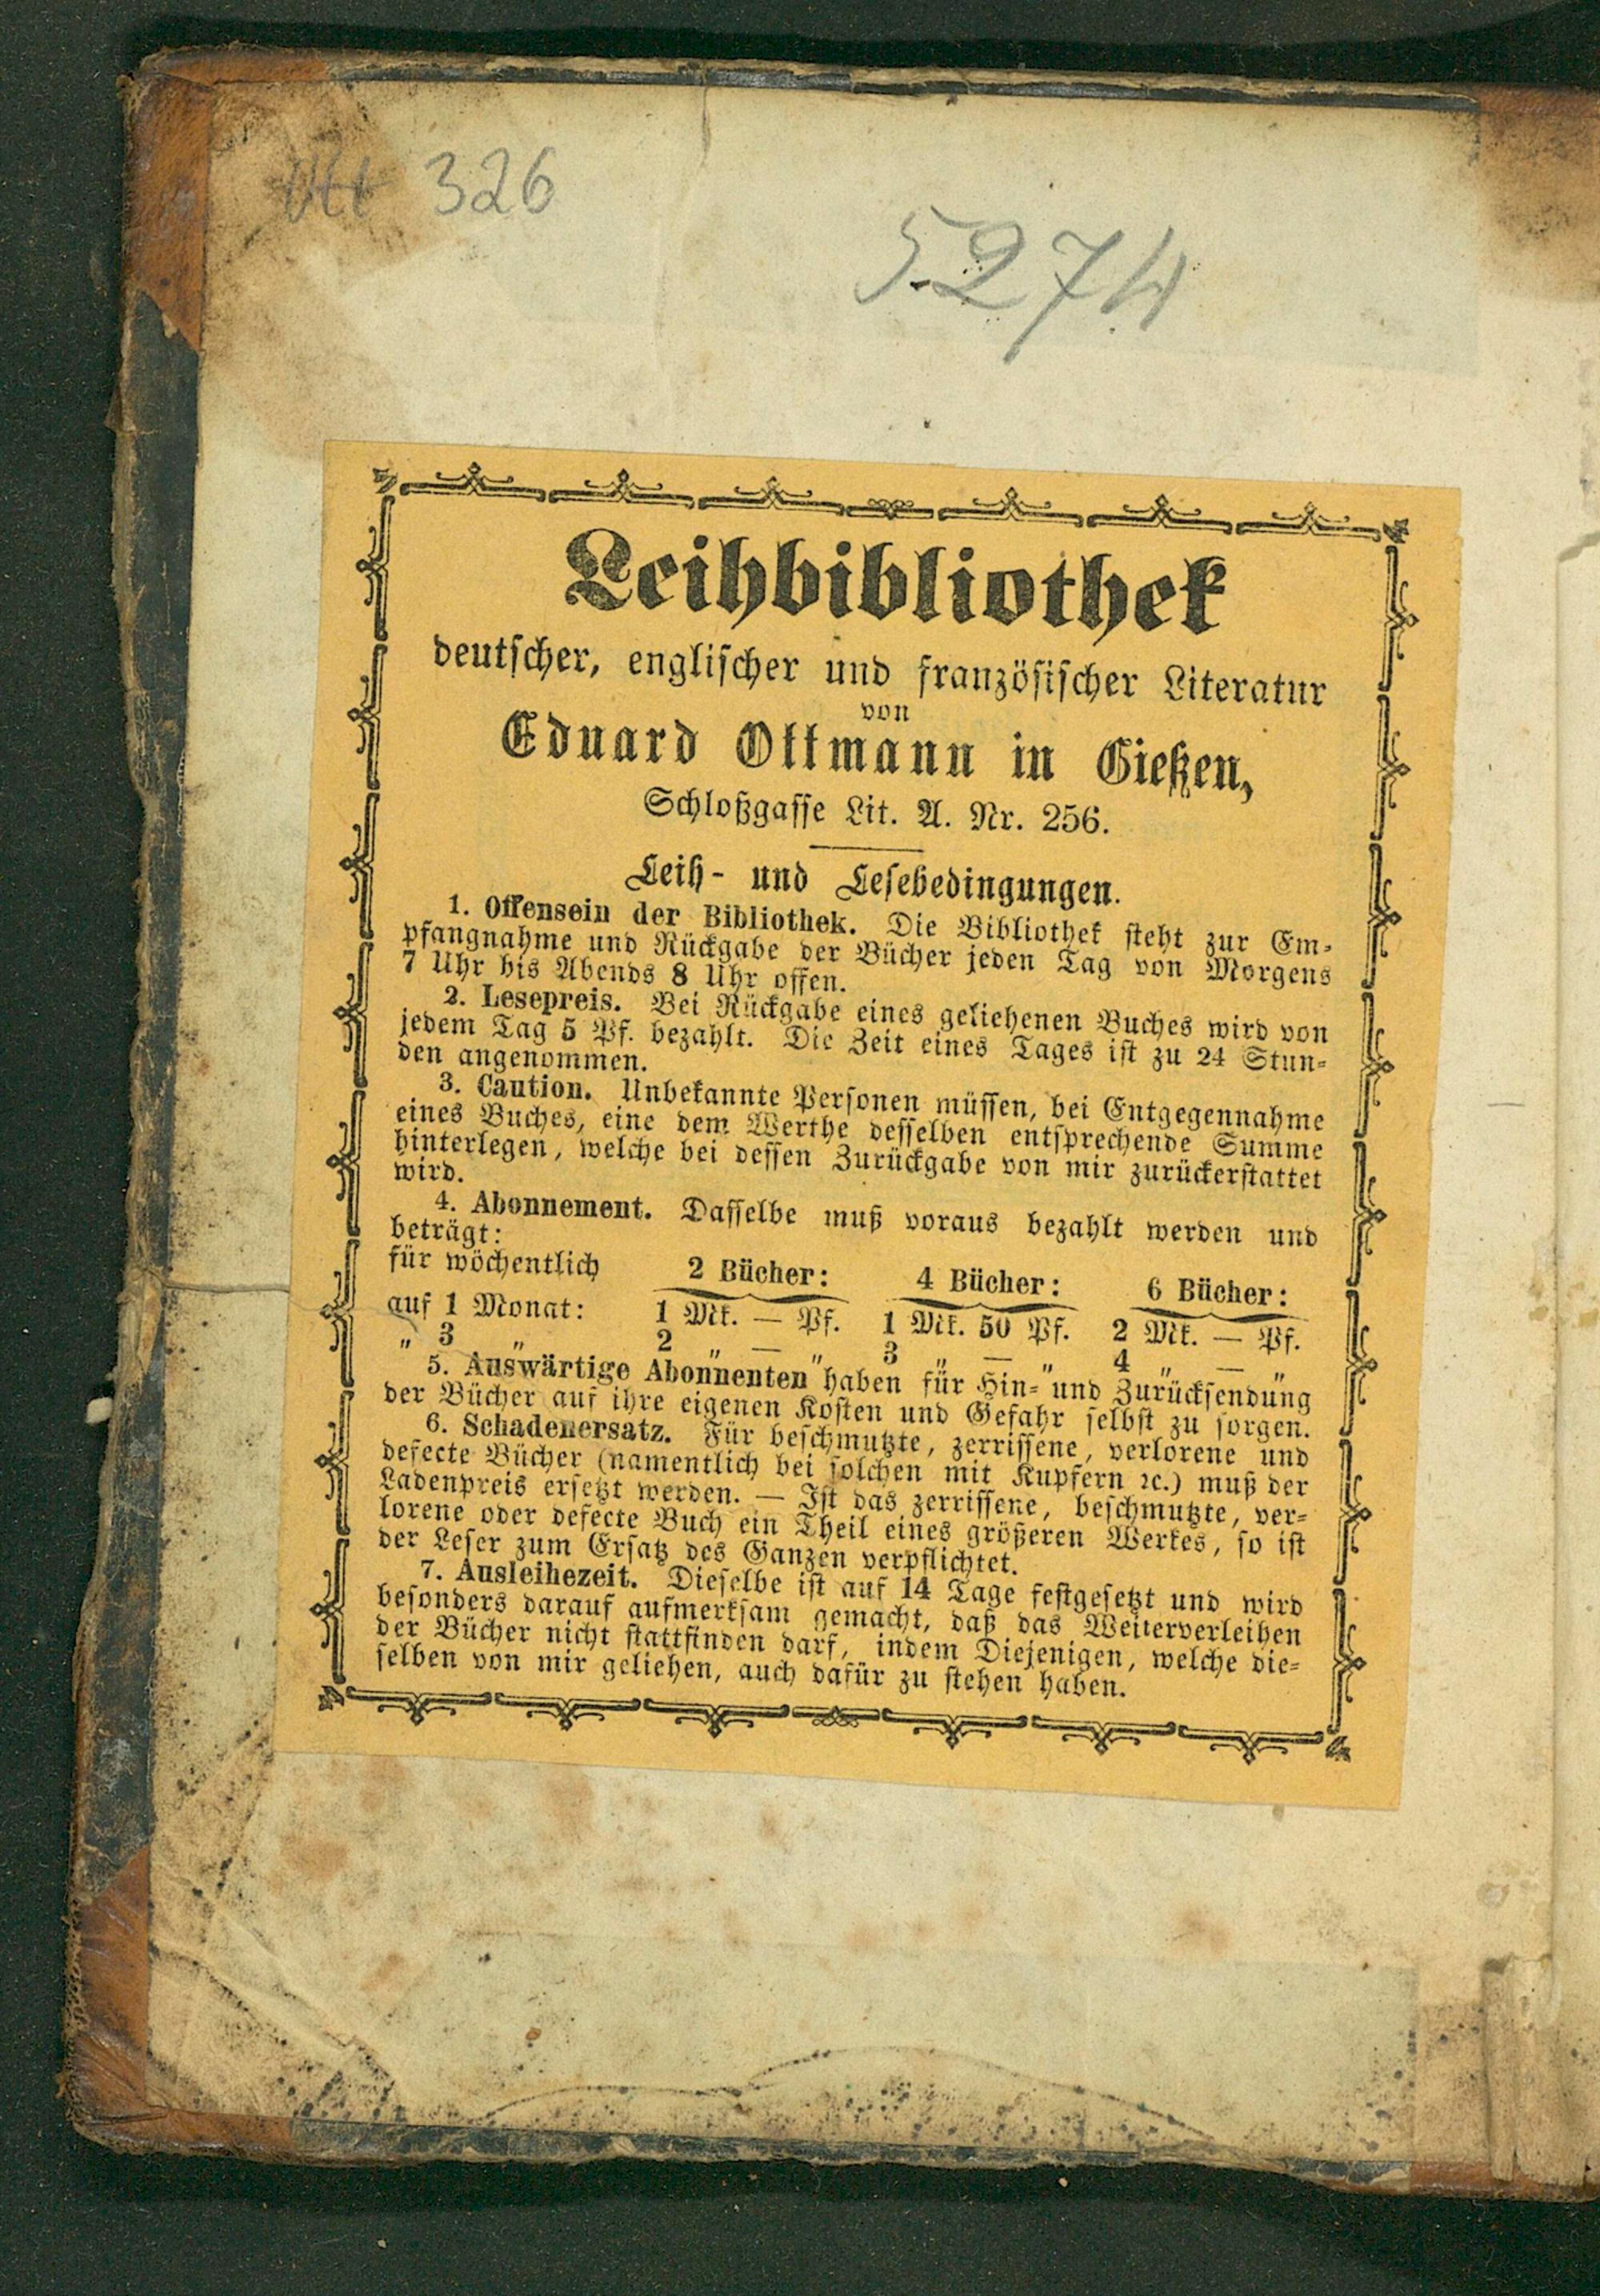 326
5274
Leihbibliothek
deutscher, englischer und französischer Literatur
von
Eduard Ottmann in Gießen,
Schloßgasse Lit. A. Nr. 256.
Leih- und Lesebedingungen.
1. Offensein der Bibliothek. Die Bibliothek steht zur Em-
pfangnahme und Rückgabe der Bücher jeden Tag von Morgens
7 Uhr bis Abends 8 Uhr offen.
2. Lesepreis. Bei Rückgabe eines geliehenen Buches wird von
jedem Tag 5 Pf. bezahlt. Die Zeit eines Tages ist zu 24 Stun-
den angenommen.
3. Caution. Unbekannte Personen müssen, bei Entgegennahme
eines Buches, eine dem Werthe desselben entsprechende Summe
hinterlegen, welche bei dessen Zurückgabe von mir zurückerstattet
wird.
4. Abonnement. Dasselbe muß voraus bezahlt werden und
beträgt:
für wöchentlich 2 Bücher: 4 Bücher: 6 Bücher:
auf 1 Monat: 1 Mk. — Pf. 1 Mk. 50 Pf. 2 Mk. — Pf.
" 3 " 2 " — " 3 " — " 4 " — "
5. Auswärtige Abonnenten haben für Hin- und Zurücksendung
der Bücher auf ihre eigenen Kosten und Gefahr selbst zu sorgen.
6. Schadenersatz. Für beschmutzte, zerrissene, verlorene und
defecte Bücher (namentlich bei solchen mit Kupfern ꝛc.) muß der
Ladenpreis ersetzt werden. — Ist das zerrissene, beschmutzte, ver-
lorene oder defecte Buch ein Theil eines größeren Werkes, so ist
der Leser zum Ersatz des Ganzen verpflichtet.
7. Ausleihezeit. Dieselbe ist auf 14 Tage festgesetzt und wird
besonders darauf aufmerksam gemacht, daß das Weiterverleihen
der Bücher nicht stattfinden darf, indem Diejenigen, welche die-
selben von mir geliehen, auch dafür zu stehen haben.